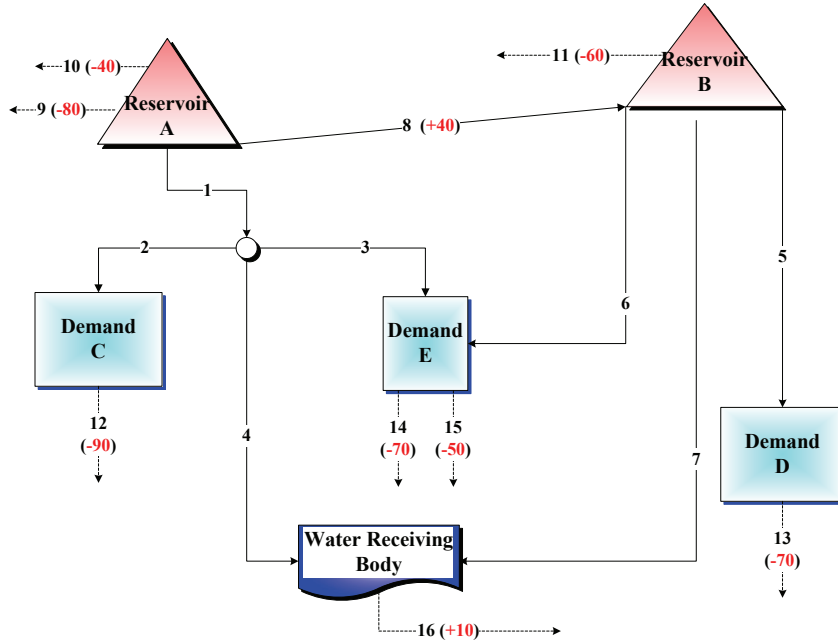 10 (-40)
9 (-80)
Reservoir
A
11 (-60)
Reservoir
B
8 (+40)
1
2
3
5
6
Demand
C
Demand
E
12
(-90)
14
(-70)
15
(-50)
4
7
Demand
D
13
(-70)
Water Receiving
Body
16 (+10)